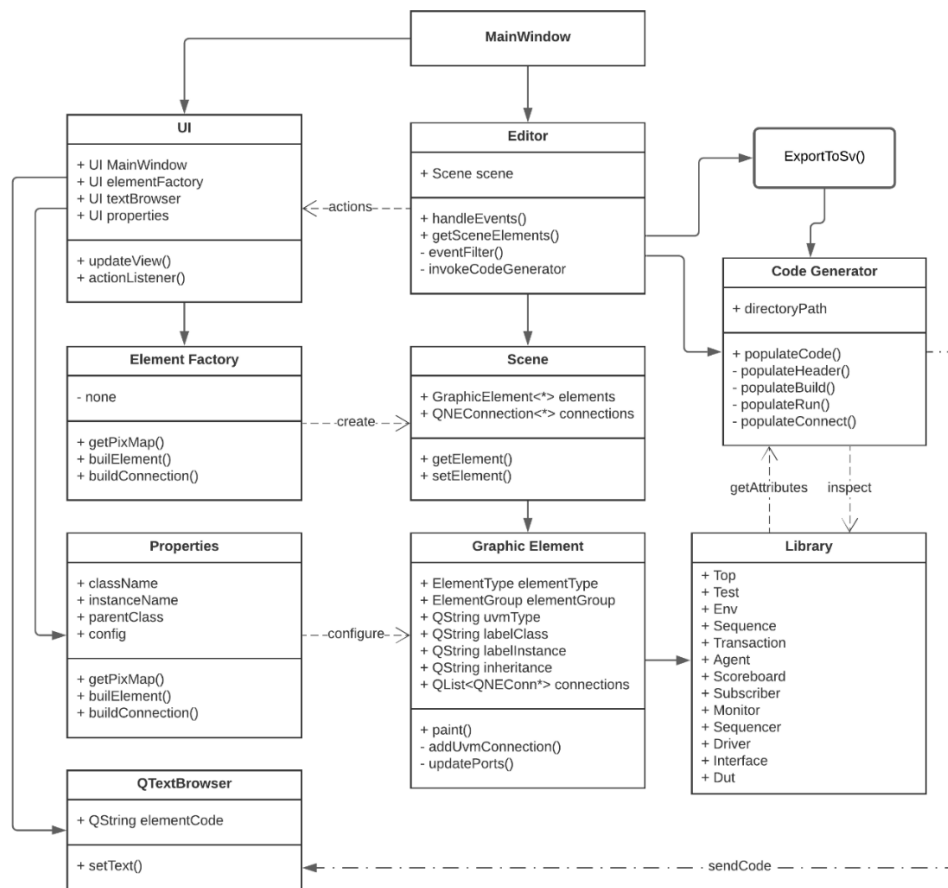 MainWindow
UI
+ UI MainWindow
+ UI elementFactory
+ UI textBrowser
+ UI properties
+ updateView()
+ actionListener()
actions
Editor
+ Scene scene
+ handleEvents()
+ getSceneElements()
- eventFilter()
- invokeCodeGenerator
ExportToSv()
Code Generator
+ directoryPath
+ populateCode()
- populateHeader()
- populateBuild()
- populateRun()
- populateConnect()
Element Factory
- none
+ getPixMap()
+ builElement()
+ buildConnection()
create
Scene
+ GraphicElement<*> elements
+ QNEConnection<*> connections
+ getElement()
+ setElement()
getAttributes
inspect
Properties
+ className
+ instanceName
+ parentClass
+ config
+ getPixMap()
+ builElement()
+ buildConnection()
configure
Graphic Element
+ ElementType elementType
+ ElementGroup elementGroup
+ QString uvmType
+ QString labelClass
+ QString labelInstance
+ QString inheritance
+ QList<QNEConn*> connections
+ paint()
- addUvmConnection()
- updatePorts()
Library
+ Top
+ Test
+ Env
+ Sequence
+ Transaction
+ Agent
+ Scoreboard
+ Subscriber
+ Monitor
+ Sequencer
+ Driver
+ Interface
+ Dut
QTextBrowser
+ QString elementCode
+ setText()
sendCode